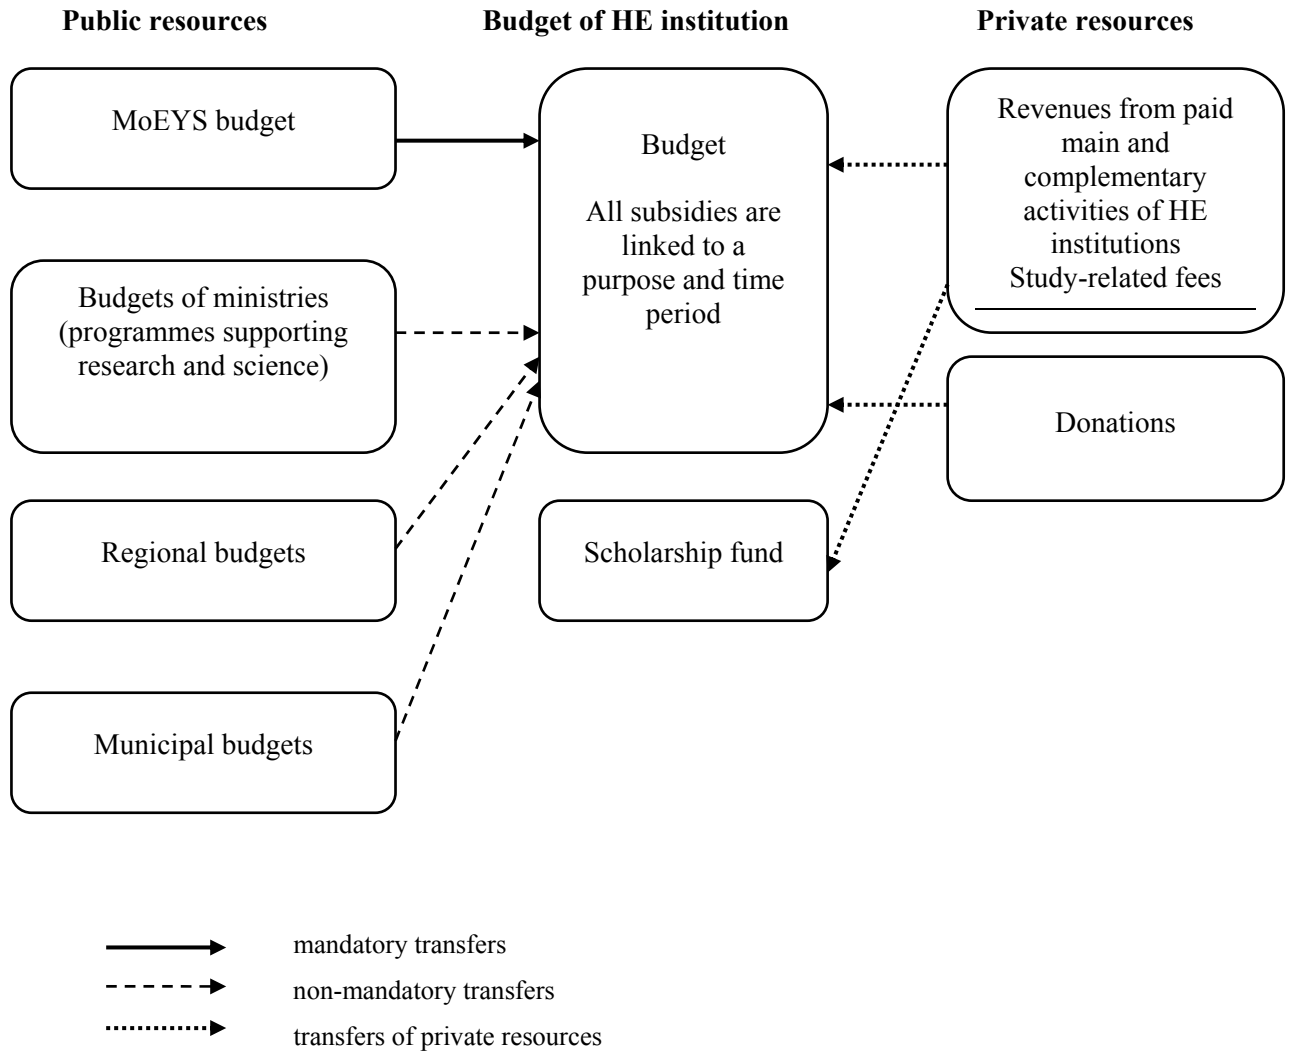 Public resources
Budget of HE institution
Private resources
MoEYS budget
Budgets of ministries
(programmes supporting
research and science)
Regional budgets
Municipal budgets
Budget
All subsidies are
linked to a
purpose and time
period
Scholarship fund
Revenues from paid
main and
complementary
activities of HE
institutions
Study-related fees
Donations
mandatory transfers
non-mandatory transfers
transfers of private resources